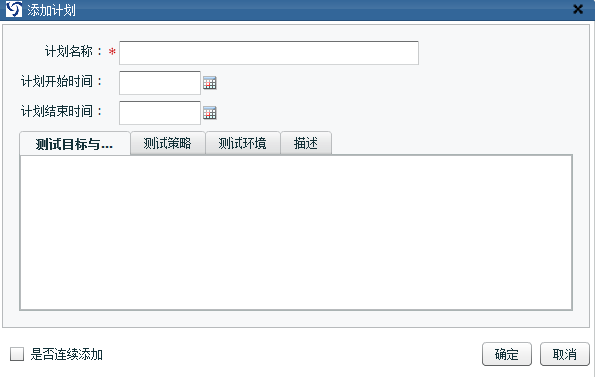 添加计划
计划名称：*
计划开始时间：
计划结束时间：
测试目标与... 测试策略 测试环境 描述
是否连续添加 确定 取消